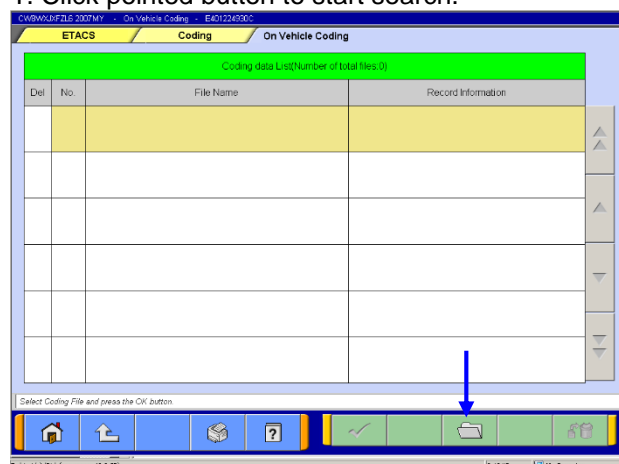 1. Click pointed button to start search.
CW8WXJXFZL6 2007MY - On Vehicle Coding - E401224930C
ETACS Coding On Vehicle Coding
Coding data List(Number of total files:0)
Del No. File Name Record Information
Select Coding File and press the OK button.
?